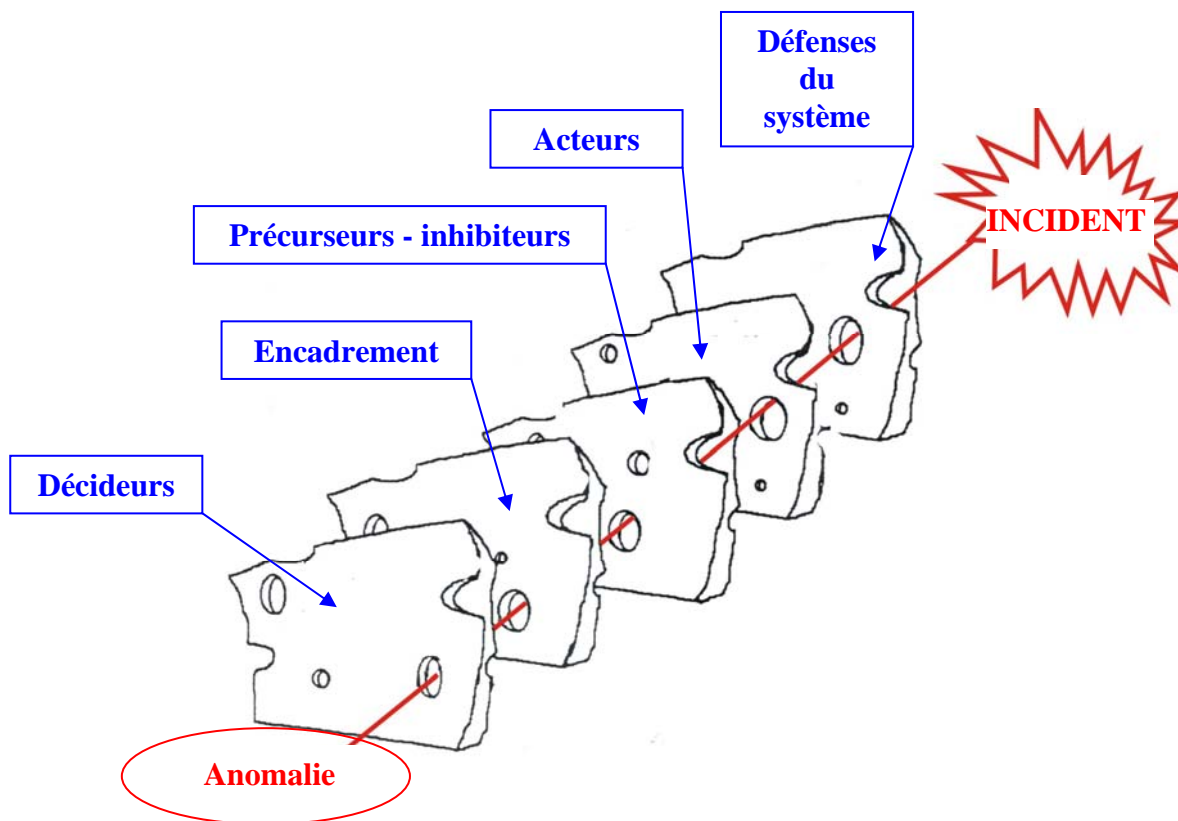 Défenses
du
système
Acteurs
INCIDENT
Précurseurs - inhibiteurs
Encadrement
Décideurs
Anomalie